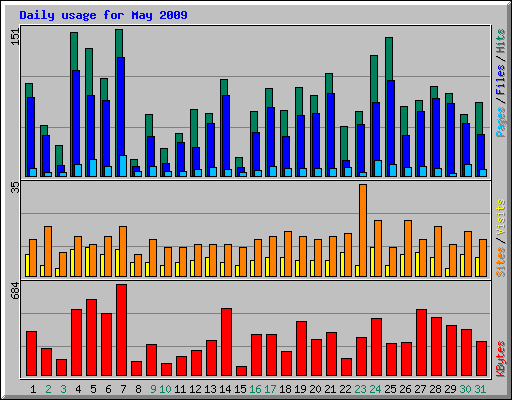 Daily usage for May 2009
151
Pages / Files / Hits
35
Sites / Visits
684
KBytes
1 2 3 4 5 6 7 8 9 10 11 12 13 14 15 16 17 18 19 20 21 22 23 24 25 26 27 28 29 30 31